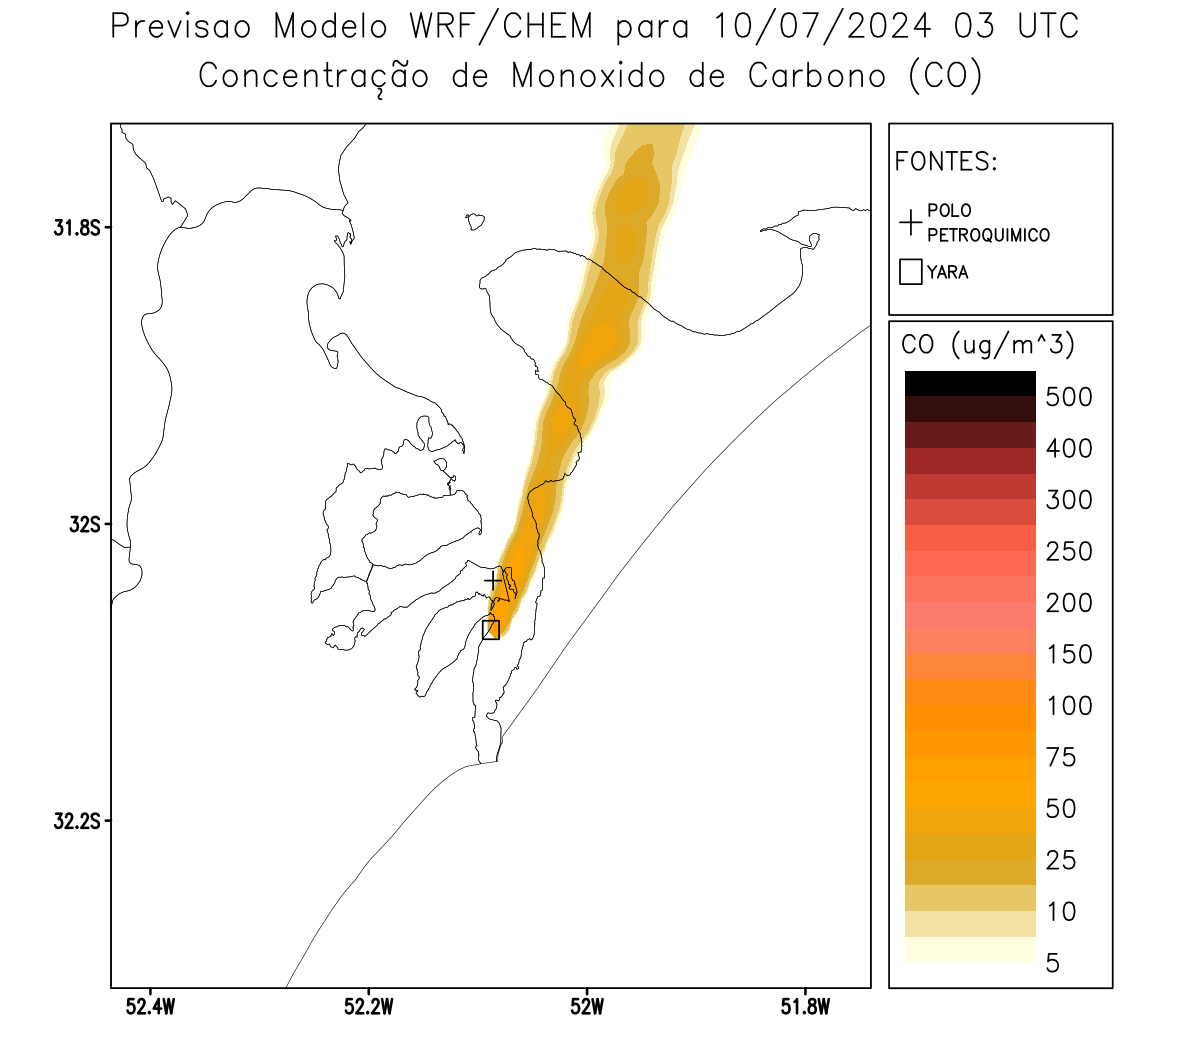 Previsao Modelo WRF/CHEM para 10/07/2024 03 UTC
Concentração de Monoxido de Carbono (CO)
FONTES:
POLO
PETROQUIMICO
YARA
31.8S
32S
32.2S
52.4W
52.2W
52W
51.8W
CO (ug/m^3)
500
400
300
250
200
150
100
75
50
25
10
5